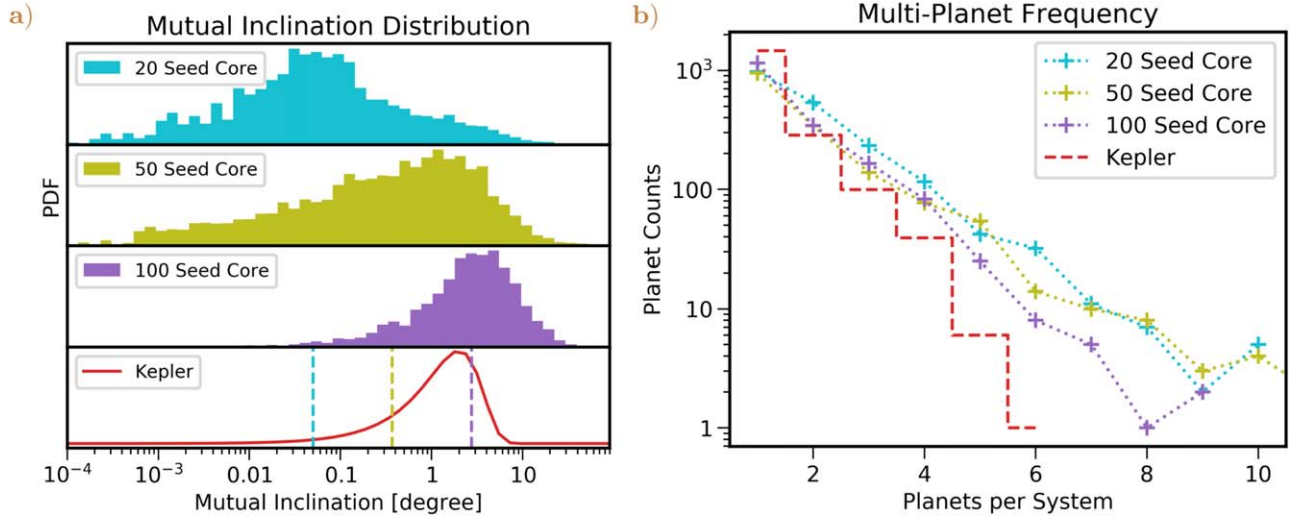 a)
Mutual Inclination Distribution
20 Seed Core
50 Seed Core
100 Seed Core
Kepler
PDF
10⁻⁴
10⁻³
0.01
0.1
1
10
Mutual Inclination [degree]
b)
Multi-Planet Frequency
20 Seed Core
50 Seed Core
100 Seed Core
Kepler
Planet Counts
10³
100
10
1
2
4
6
8
10
Planets per System